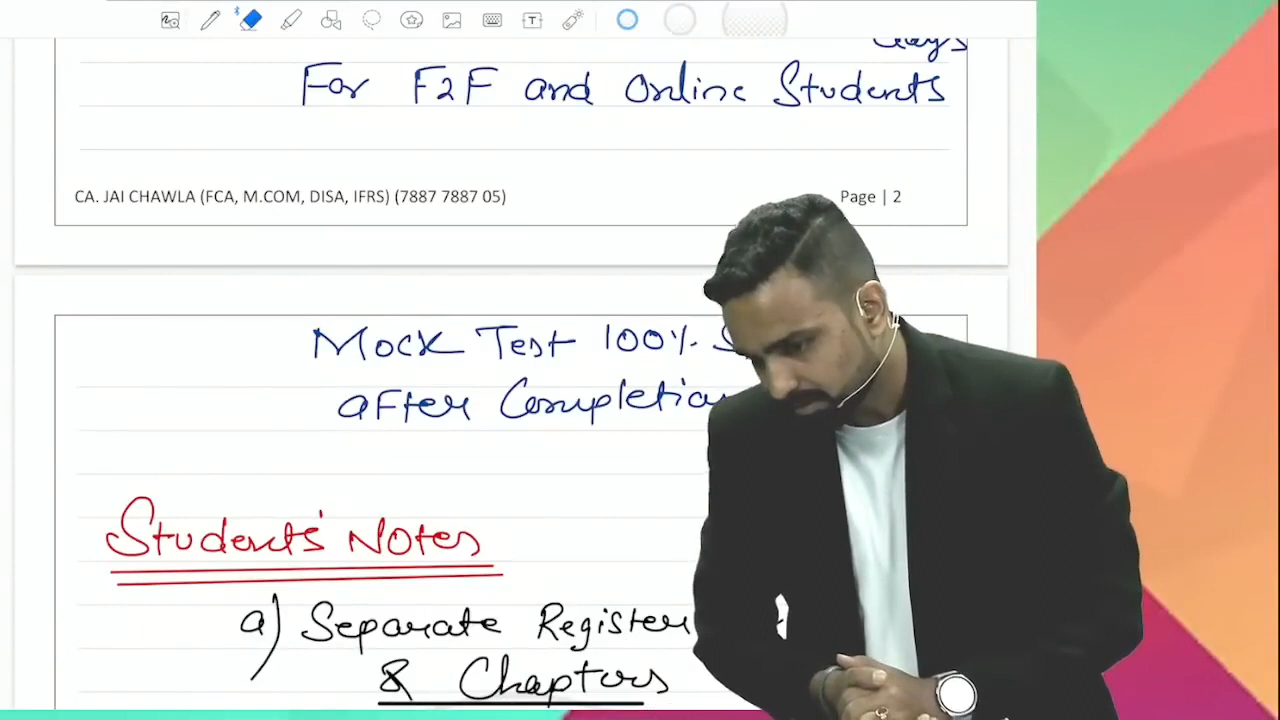 days
For F2F and Online Students
CA. JAI CHAWLA (FCA, M.COM, DISA, IFRS) (7887 7887 05)
Page | 2
Mock Test 100%
after Completion
Students' Notes
a) Separate Register
& Chapters